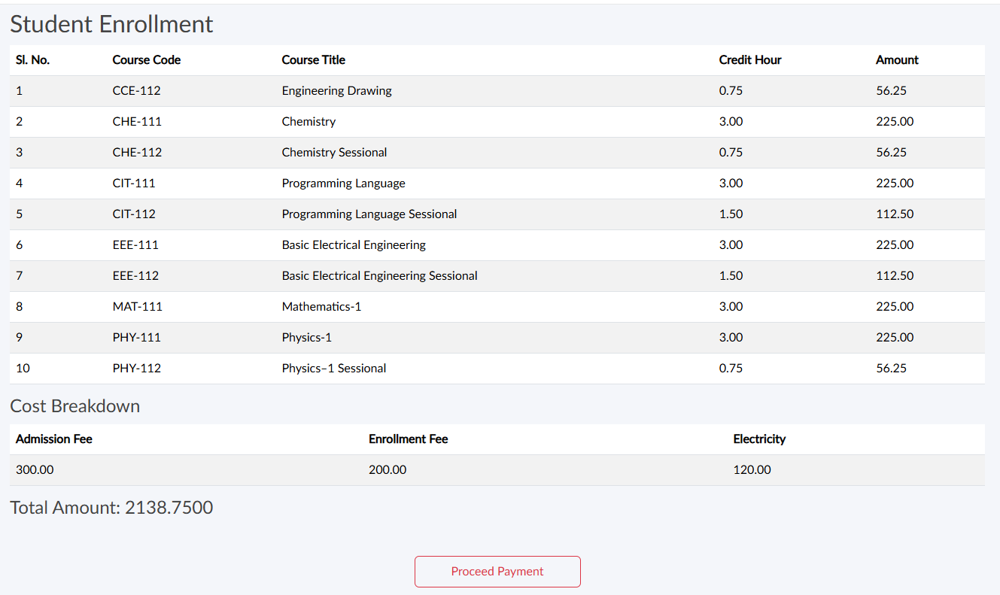 Student Enrollment
Sl. No. Course Code Course Title Credit Hour Amount
1 CCE-112 Engineering Drawing 0.75 56.25
2 CHE-111 Chemistry 3.00 225.00
3 CHE-112 Chemistry Sessional 0.75 56.25
4 CIT-111 Programming Language 3.00 225.00
5 CIT-112 Programming Language Sessional 1.50 112.50
6 EEE-111 Basic Electrical Engineering 3.00 225.00
7 EEE-112 Basic Electrical Engineering Sessional 1.50 112.50
8 MAT-111 Mathematics-1 3.00 225.00
9 PHY-111 Physics-1 3.00 225.00
10 PHY-112 Physics–1 Sessional 0.75 56.25
Cost Breakdown
Admission Fee Enrollment Fee Electricity
300.00 200.00 120.00
Total Amount: 2138.7500
Proceed Payment